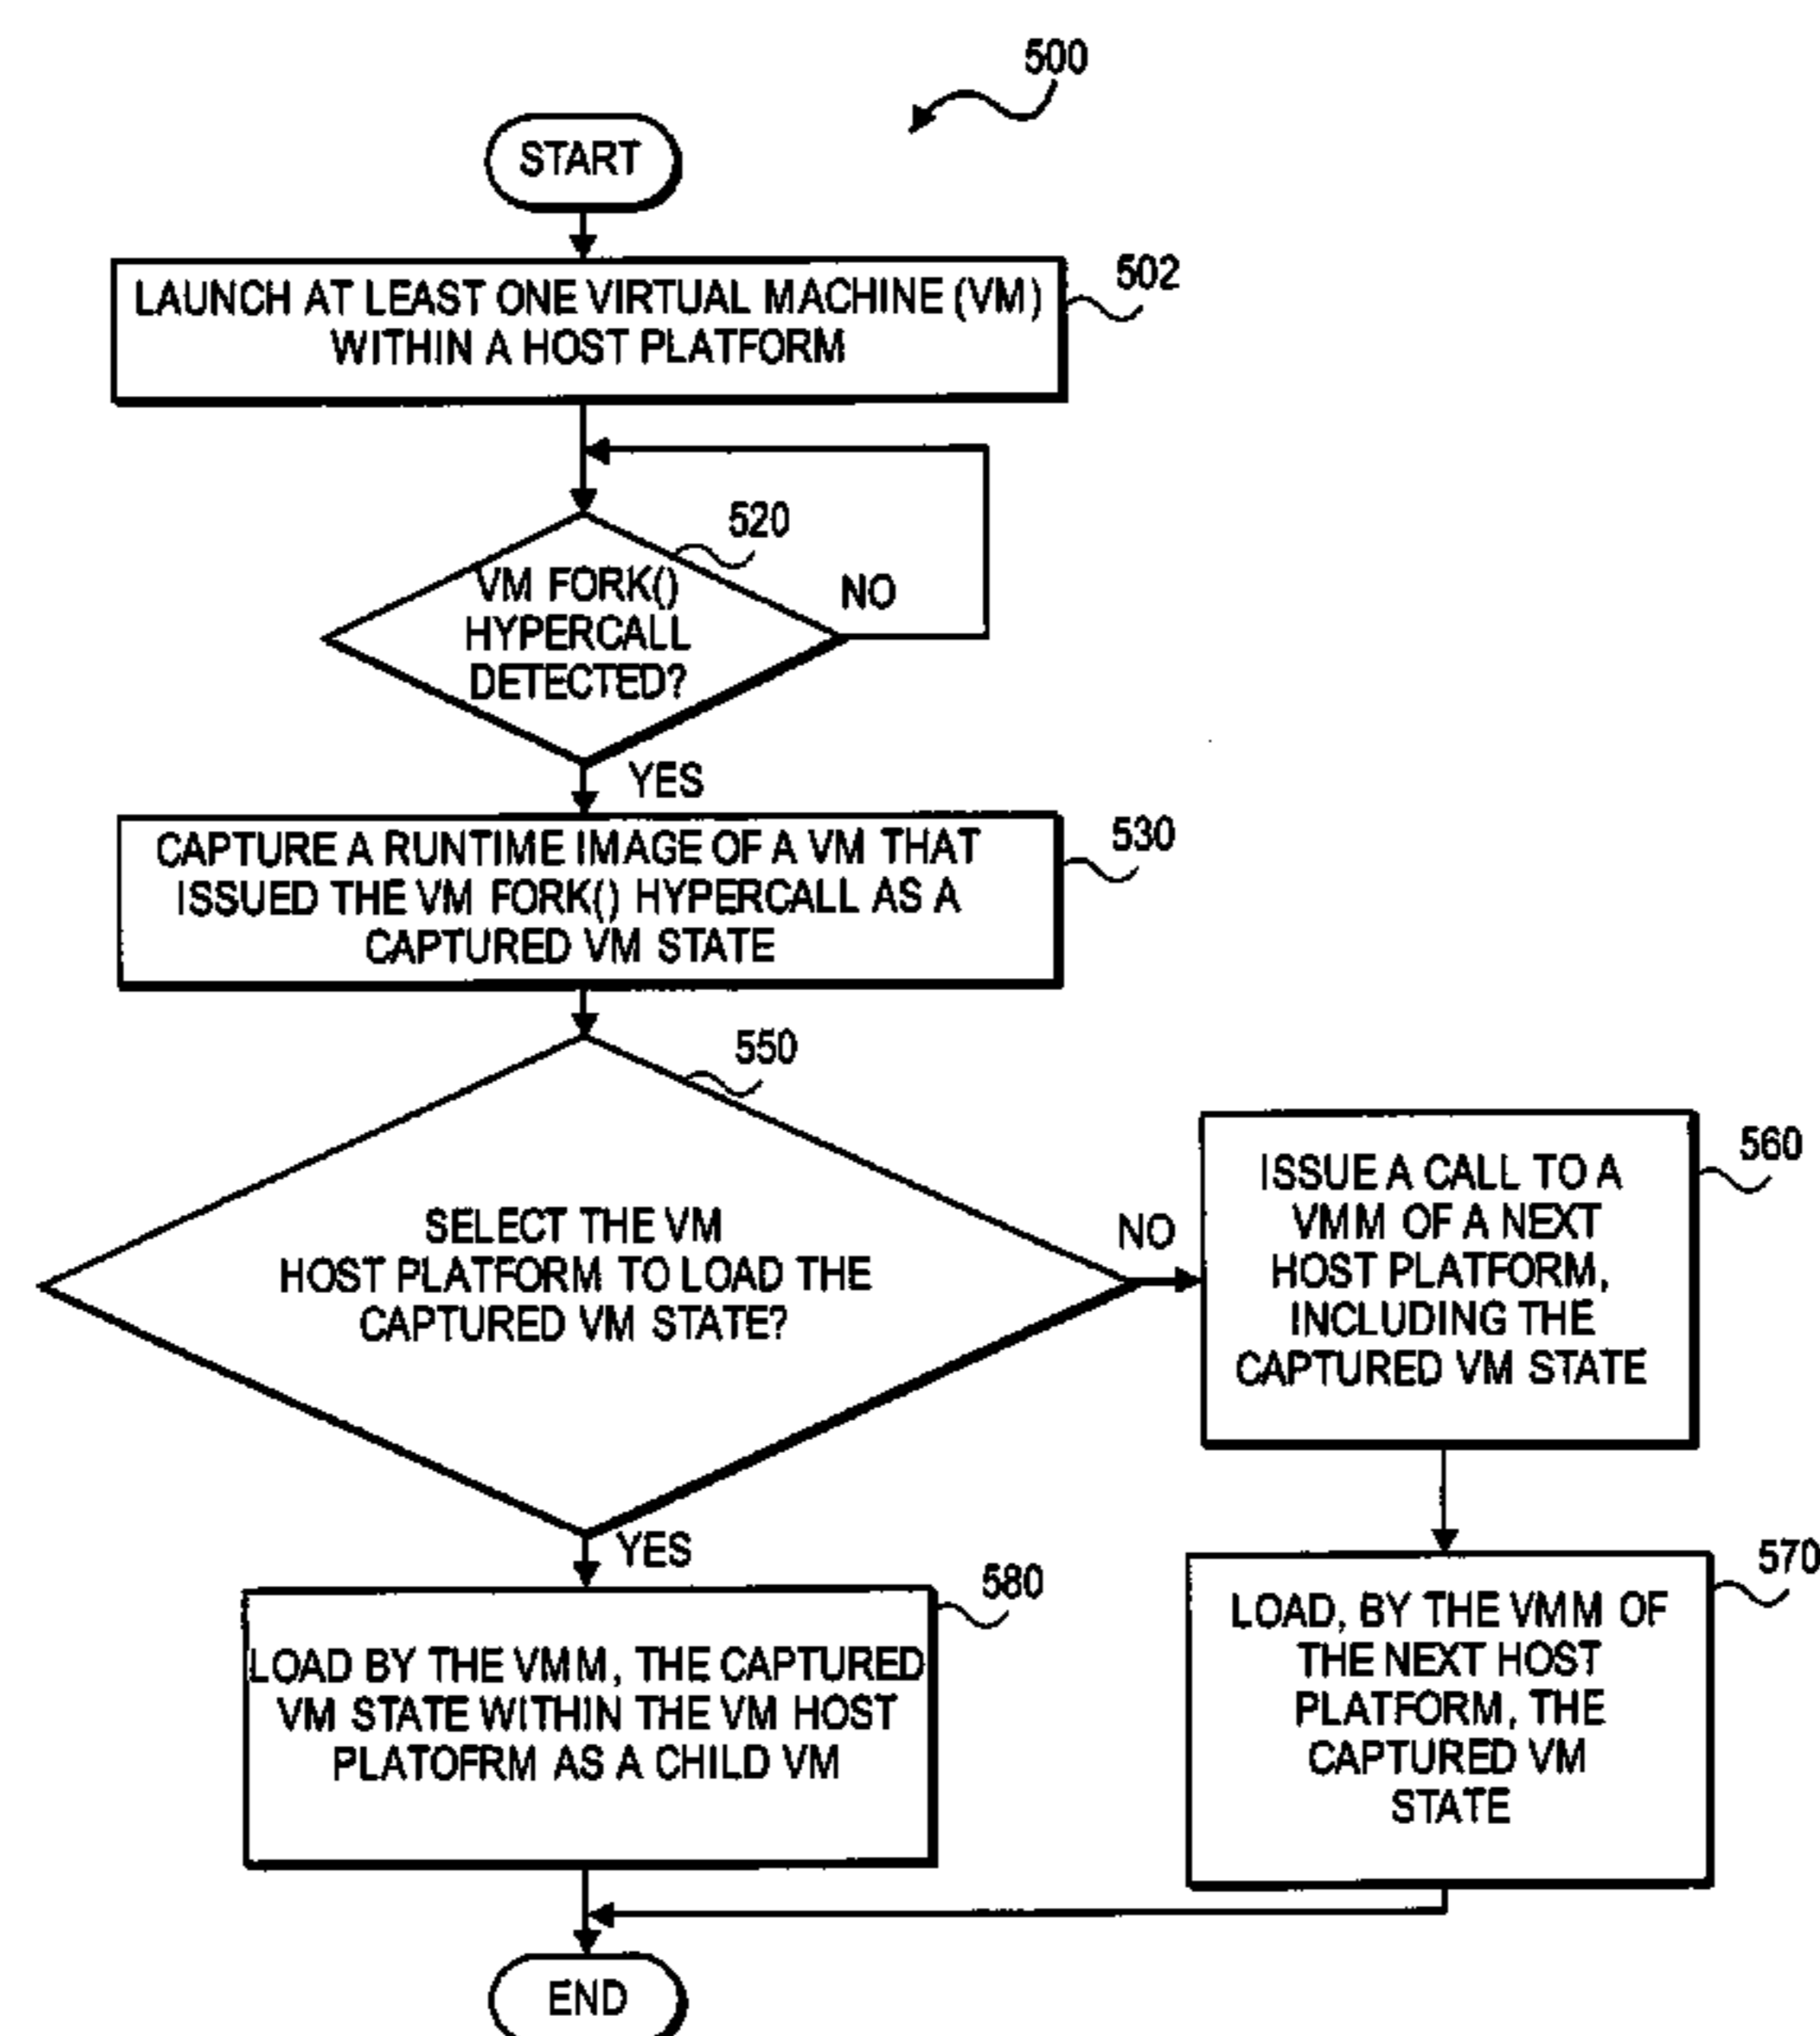 500
START
LAUNCH AT LEAST ONE VIRTUAL MACHINE (VM)
WITHIN A HOST PLATFORM
502
520
VM FORK()
HYPERCALL
DETECTED?
NO
YES
CAPTURE A RUNTIME IMAGE OF A VM THAT
ISSUED THE VM FORK() HYPERCALL AS A
CAPTURED VM STATE
530
550
SELECT THE VM
HOST PLATFORM TO LOAD THE
CAPTURED VM STATE?
NO
ISSUE A CALL TO A
VMM OF A NEXT
HOST PLATFORM,
INCLUDING THE
CAPTURED VM STATE
560
YES
LOAD BY THE VMM, THE CAPTURED
VM STATE WITHIN THE VM HOST
PLATOFRM AS A CHILD VM
580
LOAD, BY THE VMM OF
THE NEXT HOST
PLATFORM, THE
CAPTURED VM
STATE
570
END